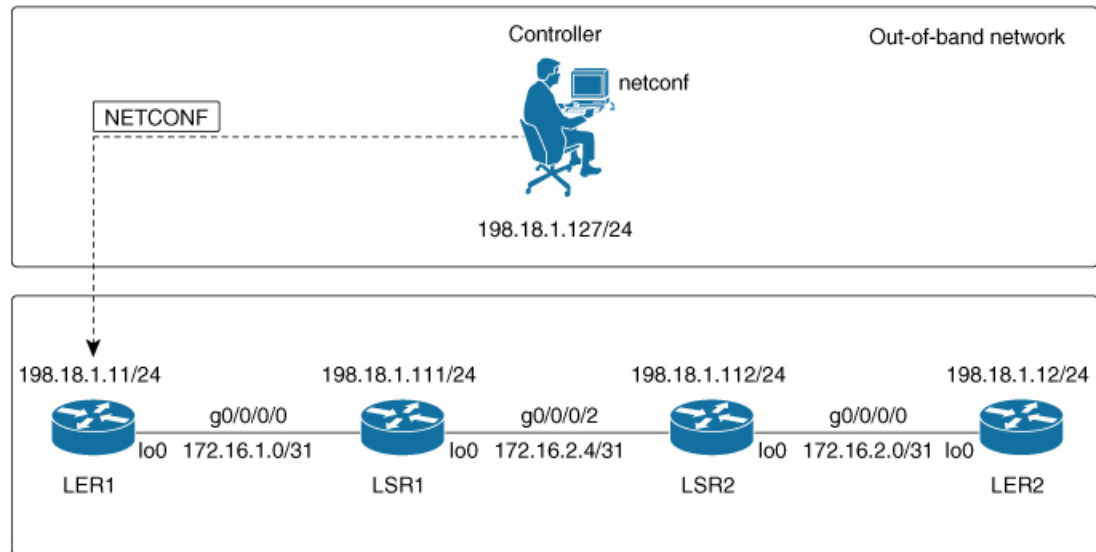 Controller
Out-of-band network
netconf
NETCONF
198.18.1.127/24
198.18.1.11/24
198.18.1.111/24
198.18.1.112/24
198.18.1.12/24
g0/0/0/0
g0/0/0/2
g0/0/0/0
lo0 172.16.1.0/31
lo0 172.16.2.4/31
lo0 172.16.2.0/31 lo0
LER1
LSR1
LSR2
LER2